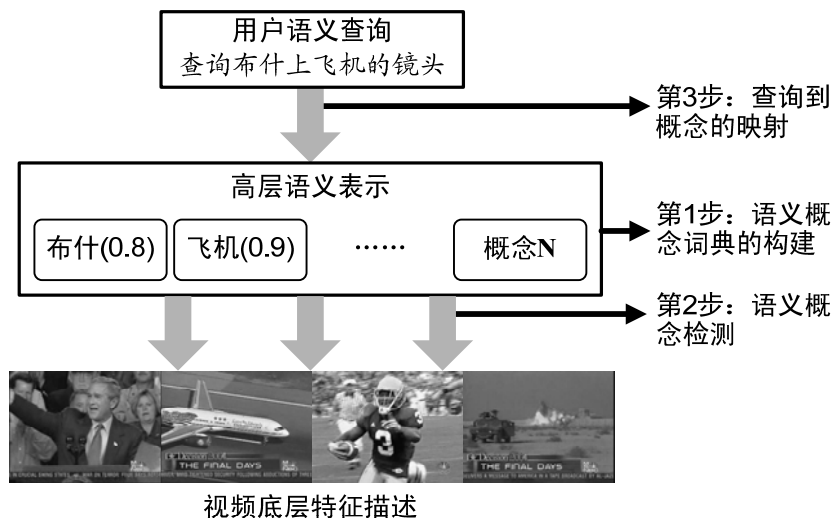 用户语义查询
查询布什上飞机的镜头
第3步：查询到
概念的映射
高层语义表示
布什(0.8)
飞机(0.9)
……
概念N
第1步：语义概
念词典的构建
第2步：语义概
念检测
THE FINAL DAYS
3
THE FINAL DAYS
视频底层特征描述